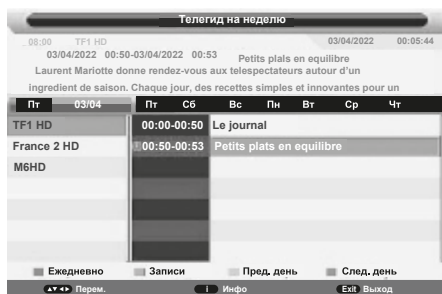 Телегид на неделю
08:00 TF1 HD 03/04/2022 00:05:44
03/04/2022 00:50-03/04/2022 00:53 Petits plals en equilibre
Laurent Mariotte donne rendez-vous aux telespectateurs autour d'un
ingredient de saison. Chaque jour, des recettes simples et innovantes pour un
Пт 03/04 Пт Сб Вс Пн Вт Ср Чт
TF1 HD 00:00-00:50 Le journal
France 2 HD 00:50-00:53 Petits plats en equilibre
M6HD
Ежедневно Записи Пред. день След. день
Перем. i Инфо Exit Выход